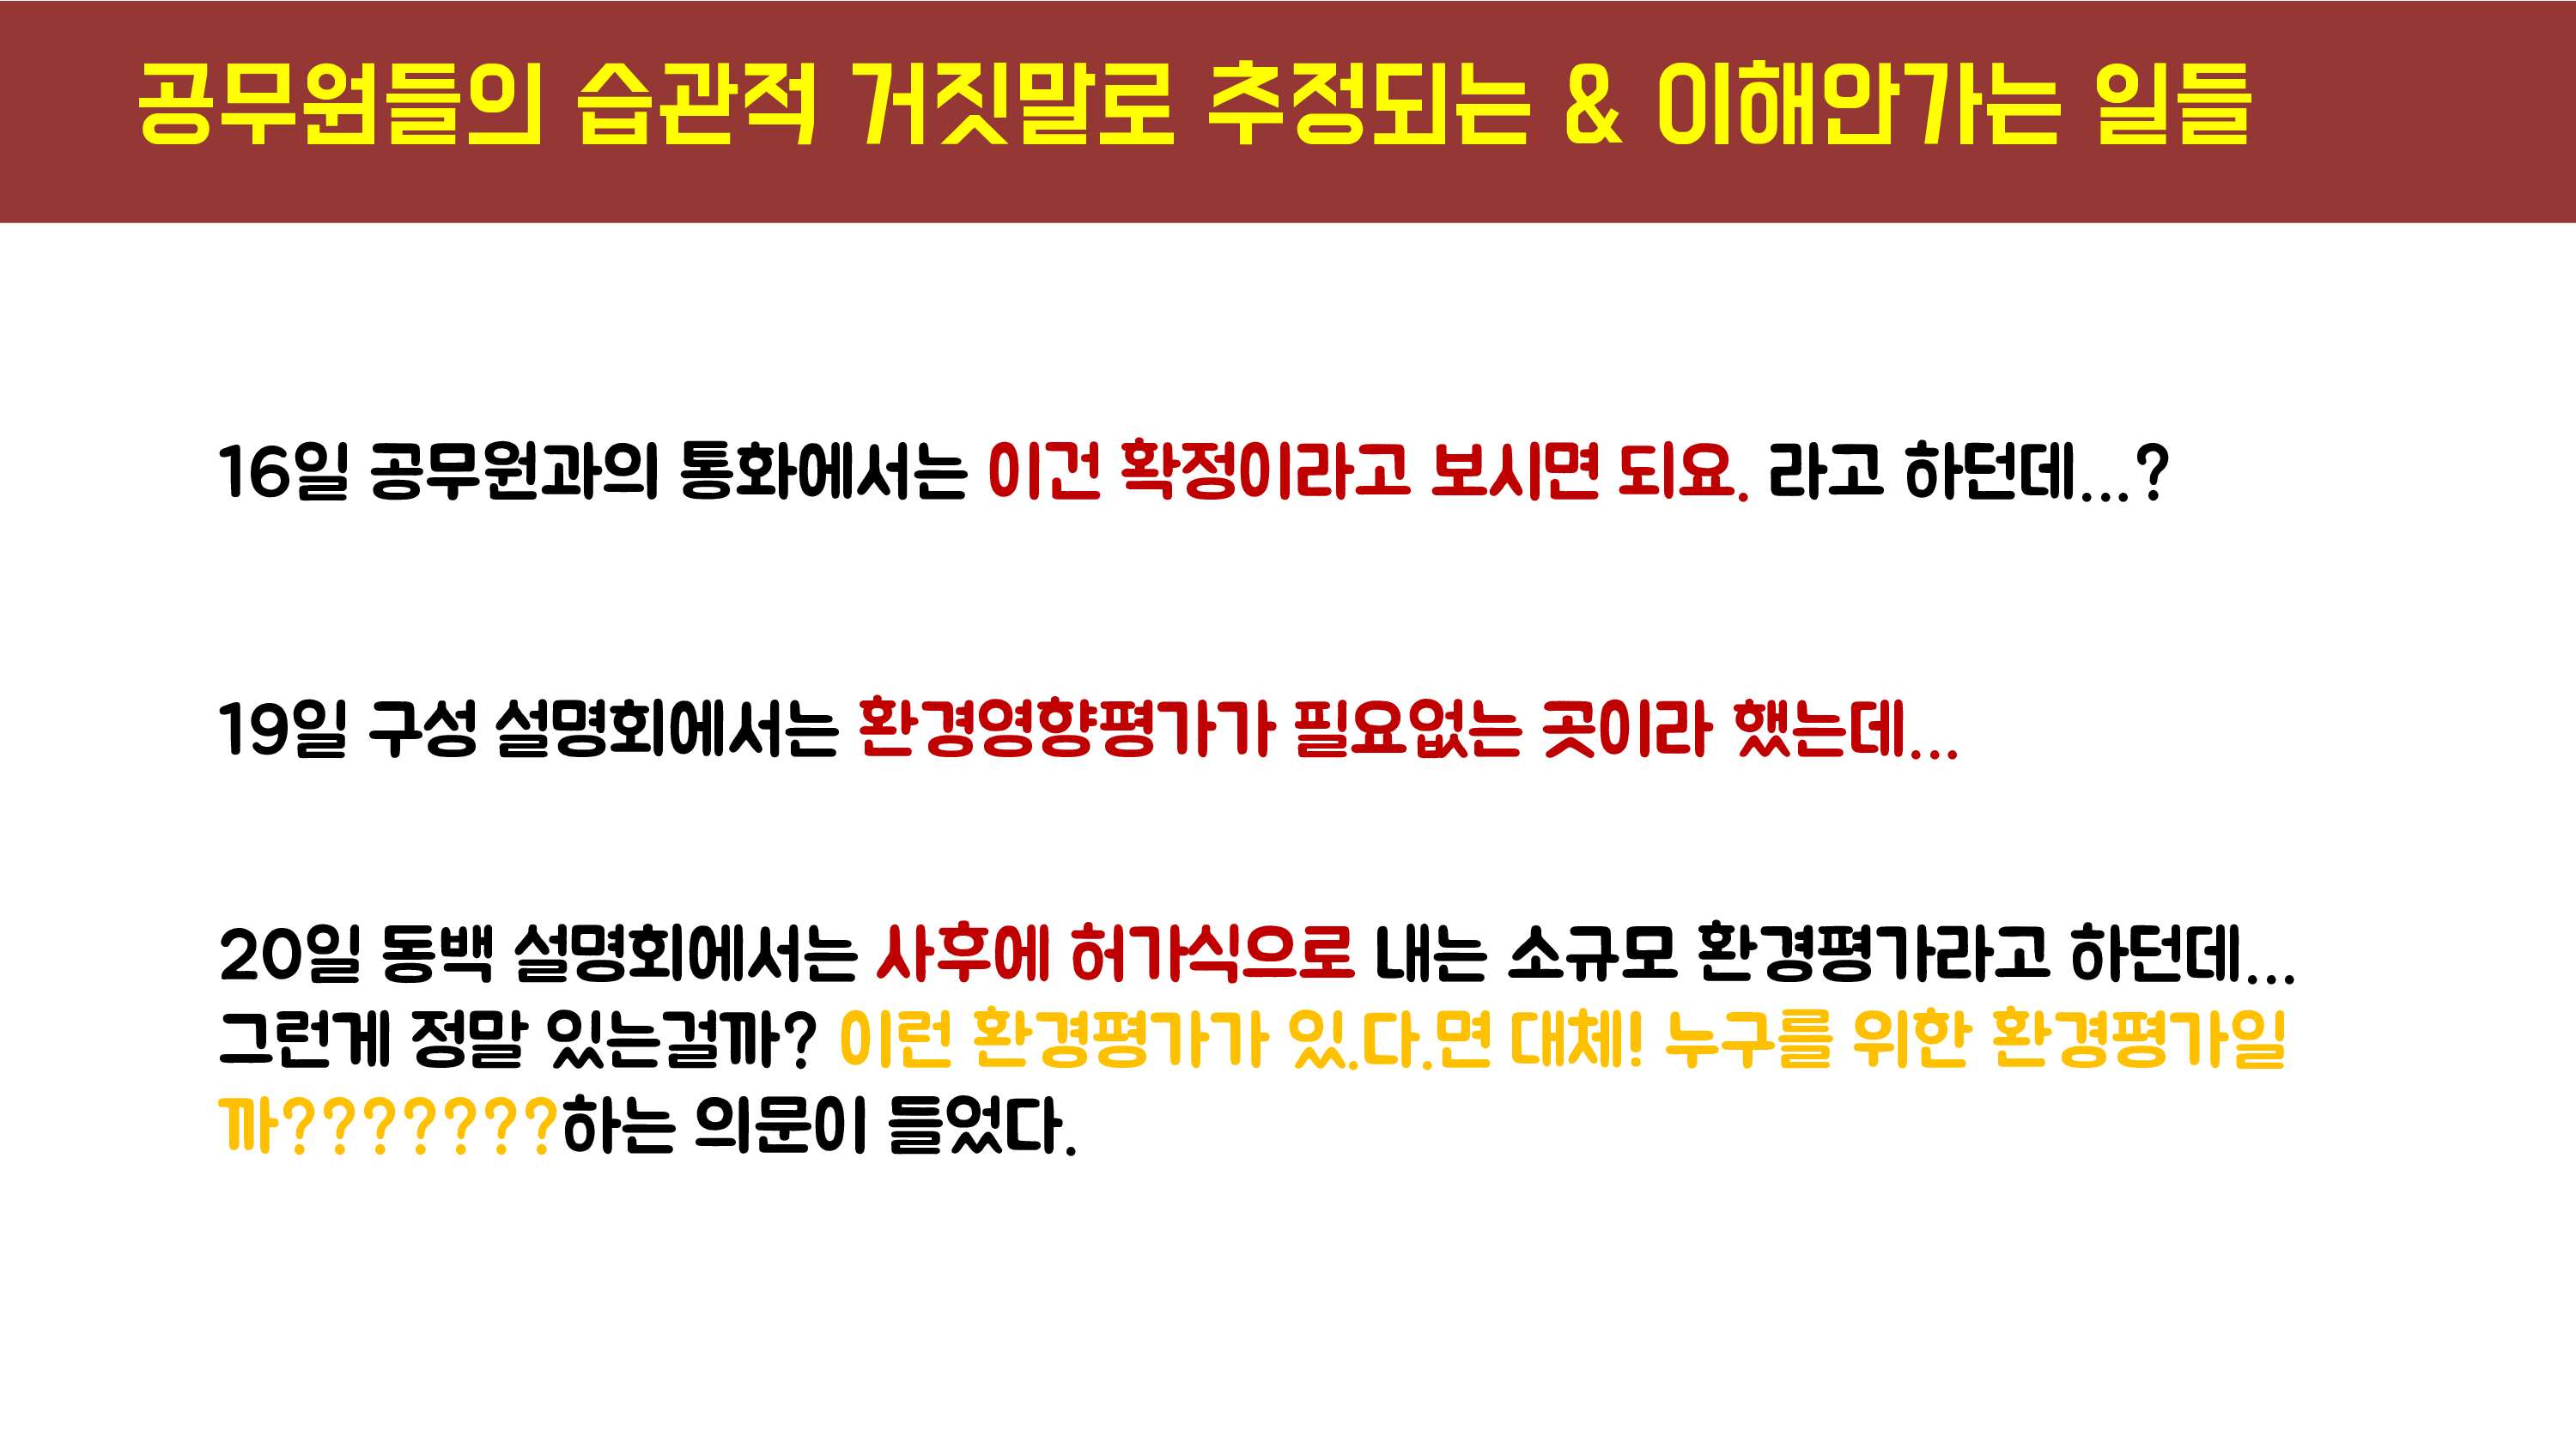 공무원들의 습관적 거짓말로 추정되는 & 이해안가는 일들
16일 공무원과의 통화에서는 이건 확정이라고 보시면 되요. 라고 하던데...?
19일 구성 설명회에서는 환경영향평가가 필요없는 곳이라 했는데...
20일 동백 설명회에서는 사후에 허가식으로 내는 소규모 환경평가라고 하던데...
그런게 정말 있는걸까? 이런 환경평가가 있.다.면 대체! 누구를 위한 환경평가일
까???????하는 의문이 들었다.